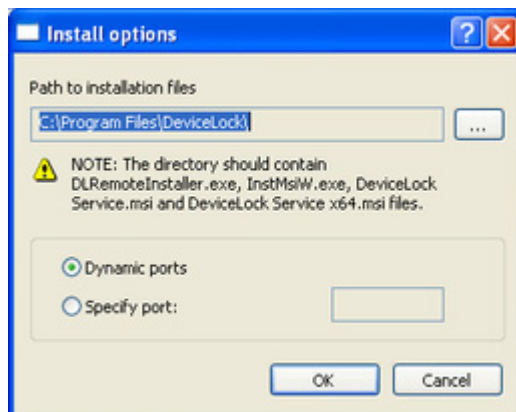 Install options
Path to installation files
C:\Program Files\DeviceLock\
...
NOTE: The directory should contain
DLRemoteInstaller.exe, InstMsiW.exe, DeviceLock
Service.msi and DeviceLock Service x64.msi files.
Dynamic ports
Specify port:
OK Cancel